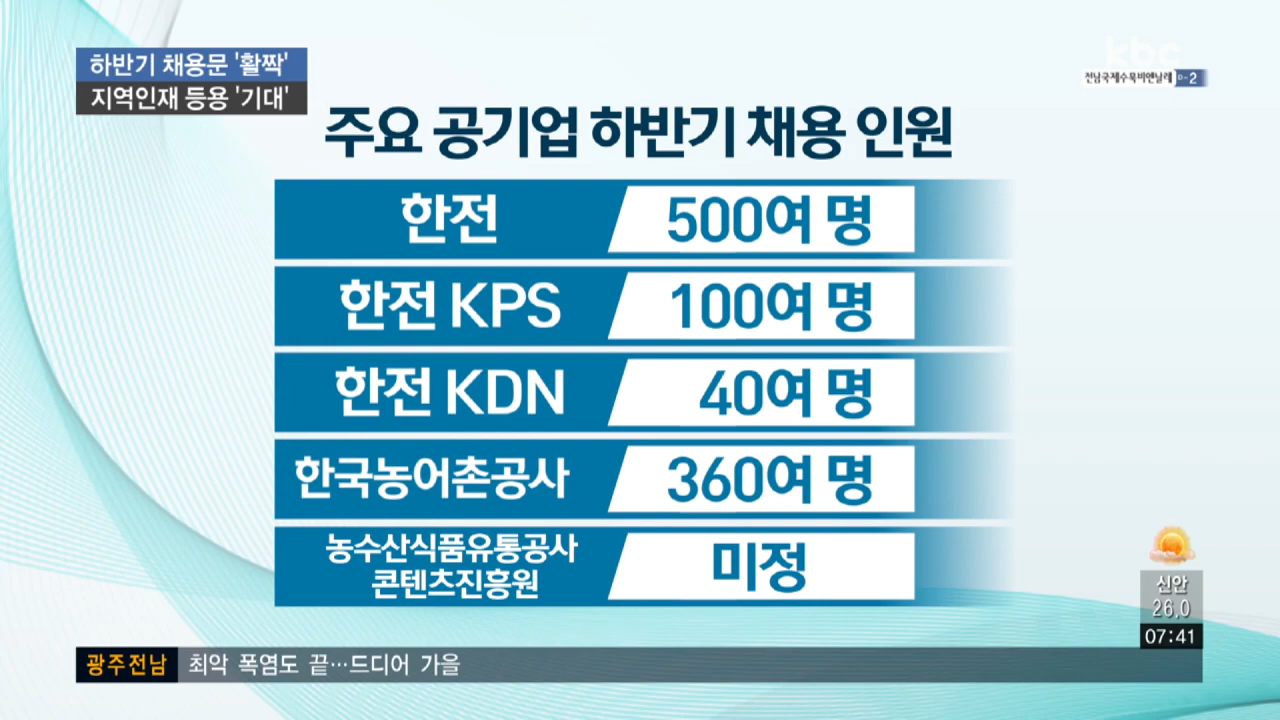 하반기 채용문 '활짝'
지역인재 등용 '기대'
kbc
전남국제수묵비엔날레 D-2
주요 공기업 하반기 채용 인원
한전 500여 명
한전 KPS 100여 명
한전 KDN 40여 명
한국농어촌공사 360여 명
농수산식품유통공사
콘텐츠진흥원
미정
신안
26.0
07:41
광주전남 최악 폭염도 끝…드디어 가을